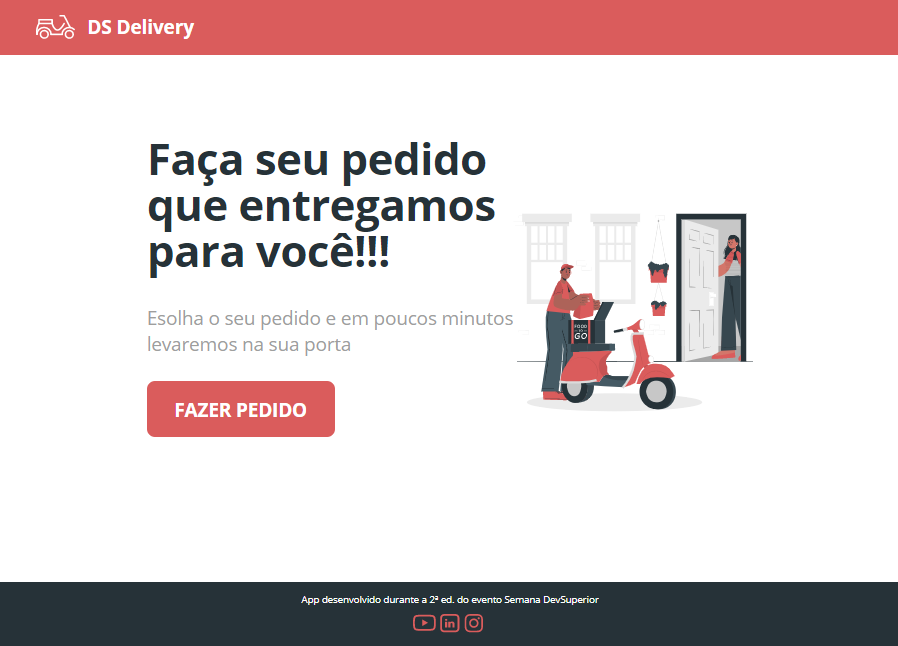 DS Delivery
Faça seu pedido
que entregamos
para você!!!
Esolha o seu pedido e em poucos minutos
levaremos na sua porta
FAZER PEDIDO
FOOD
TO
GO
App desenvolvido durante a 2ª ed. do evento Semana DevSuperior
in